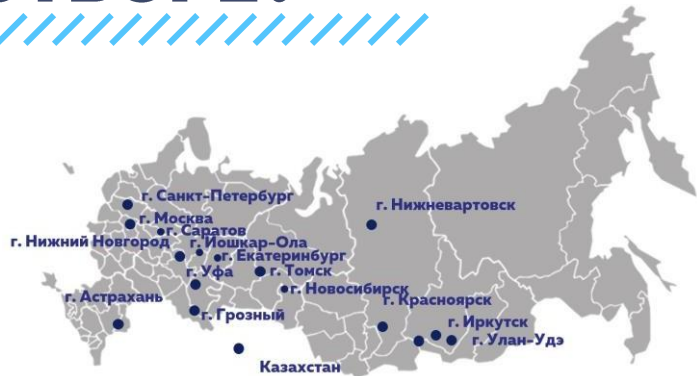 г. Санкт-Петербург
г. Нижневартовск
г. Москва
г. Саратов
г. Нижний Новгород
г. Йошкар-Ола
г. Екатеринбург
г. Уфа
г. Томск
г. Новосибирск
г. Астрахань
г. Красноярск
г. Грозный
г. Иркутск
г. Улан-Удэ
Казахстан